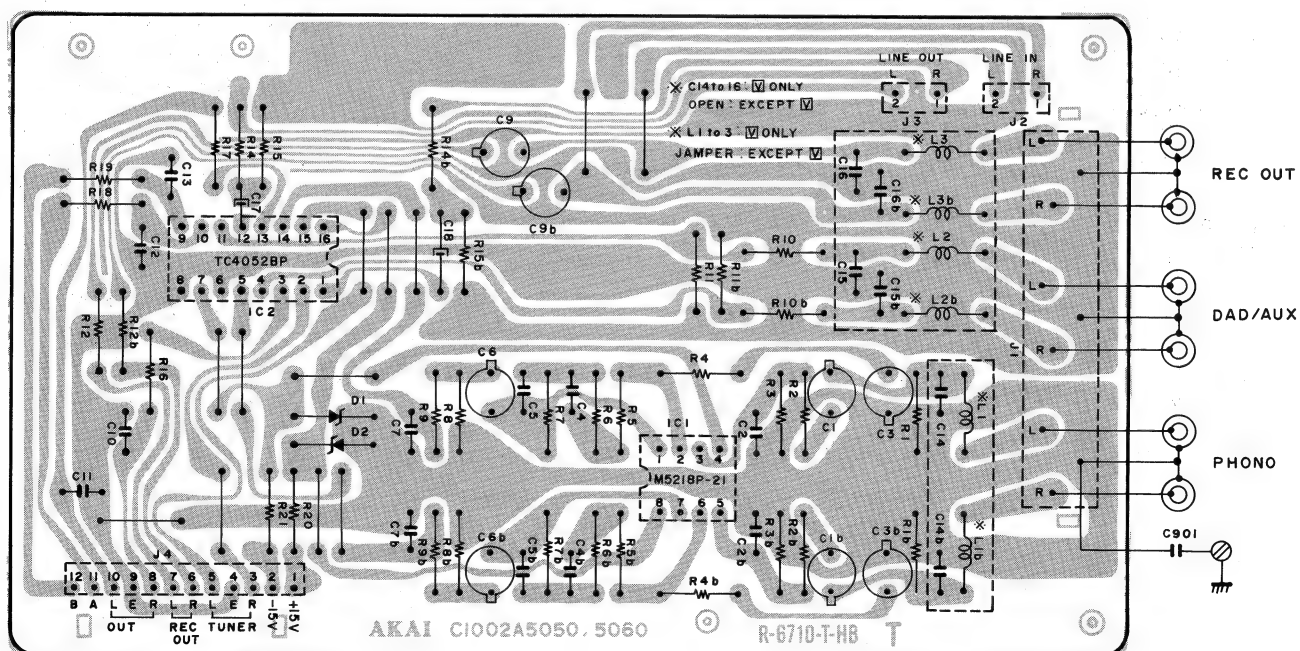 LINE OUT
LINE IN
L R
L R
2 1
2 1
J3
J2
※ C14 to 16 : V ONLY
OPEN : EXCEPT V
※ L1 to 3 : V ONLY
JAMPER : EXCEPT V
R17
R14
R15
R14b
C9
C9b
C16
C16b
※ L3
※ L3b
L
R
REC OUT
R19
R18
C13
C17
C12
9 10 11 12 13 14 15 16
TC4052BP
8 7 6 5 4 3 2 1
IC2
C18
R15b
R11
R11b
R10
R10b
C15
C15b
※ L2
※ L2b
L
R
J1
DAD/AUX
R12
R12b
R16
C10
C11
D1
D2
C7
R9
R8
C6
C5
R7
C4
R6
R5
R4
IC1
1 2 3 4
M5218P-21
8 7 6 5
C2
R3
R2
C1
C3
R1
C14
※L1
L
R
PHONO
R21
R20
C7b
R9b
R8b
C6b
C5b
R7b
C4b
R6b
R5b
R4b
C2b
R3b
R2b
C1b
C3b
R1b
C14b
※L1b
C901
J4
12 11 10 9 8 7 6 5 4 3 2 1
B A L E R L R L E R -15V +15V
OUT
REC OUT
TUNER
AKAI C1002A5050, 5060
R-6710-T-HB T